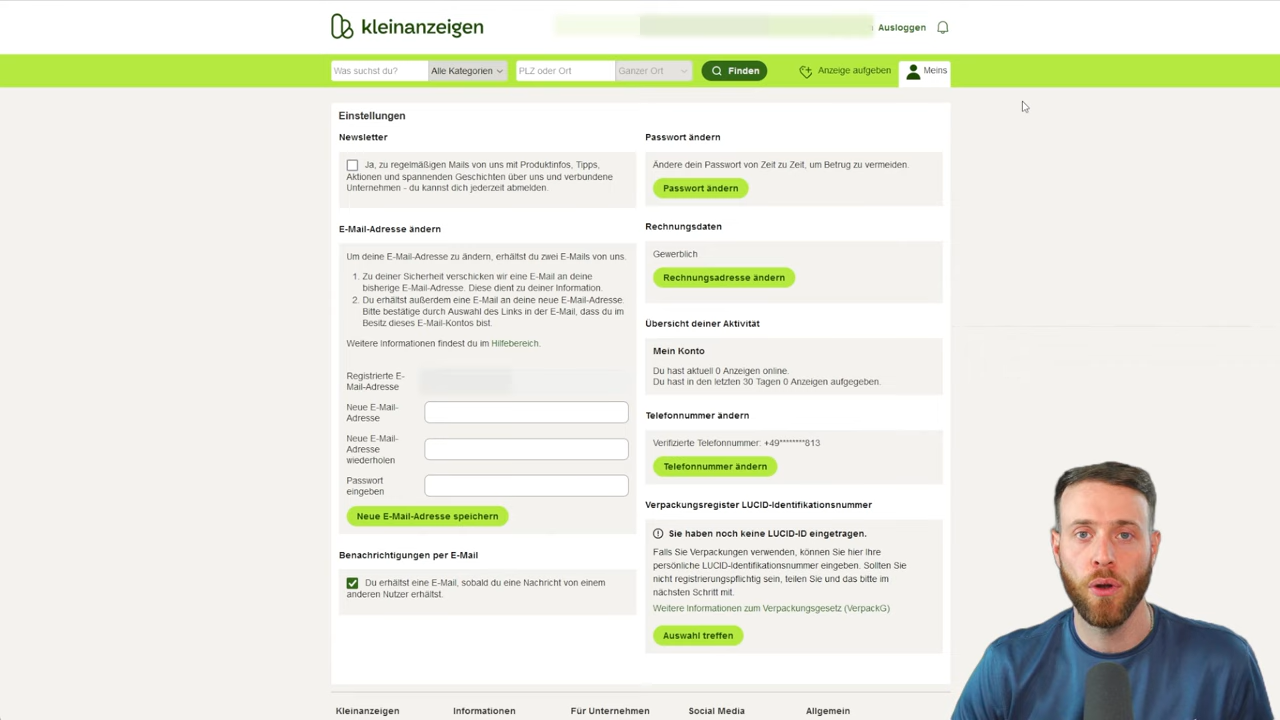 kleinanzeigen
Ausloggen
Was suchst du?
Alle Kategorien
PLZ oder Ort
Ganzer Ort
Finden
Anzeige aufgeben
Meins
Einstellungen
Newsletter
Ja, zu regelmäßigen Mails von uns mit Produktinfos, Tipps,
Aktionen und spannenden Geschichten über uns und verbundene
Unternehmen - du kannst dich jederzeit abmelden.
E-Mail-Adresse ändern
Um deine E-Mail-Adresse zu ändern, erhältst du zwei E-Mails von uns.
1. Zu deiner Sicherheit verschicken wir eine E-Mail an deine
bisherige E-Mail-Adresse. Diese dient zu deiner Information.
2. Du erhältst außerdem eine E-Mail an deine neue E-Mail-Adresse.
Bitte bestätige durch Auswahl des Links in der E-Mail, dass du im
Besitz dieses E-Mail-Kontos bist.
Weitere Informationen findest du im Hilfebereich.
Registrierte E-
Mail-Adresse
Neue E-Mail-
Adresse
Neue E-Mail-
Adresse
wiederholen
Passwort
eingeben
Neue E-Mail-Adresse speichern
Benachrichtigungen per E-Mail
Du erhältst eine E-Mail, sobald du eine Nachricht von einem
anderen Nutzer erhältst.
Passwort ändern
Ändere dein Passwort von Zeit zu Zeit, um Betrug zu vermeiden.
Passwort ändern
Rechnungsdaten
Gewerblich
Rechnungsadresse ändern
Übersicht deiner Aktivität
Mein Konto
Du hast aktuell 0 Anzeigen online.
Du hast in den letzten 30 Tagen 0 Anzeigen aufgegeben.
Telefonnummer ändern
Verifizierte Telefonnummer: +49********813
Telefonnummer ändern
Verpackungsregister LUCID-Identifikationsnummer
Sie haben noch keine LUCID-ID eingetragen.
Falls Sie Verpackungen verwenden, können Sie hier Ihre
persönliche LUCID-Identifikationsnummer eingeben. Sollten Sie
nicht registrierungspflichtig sein, teilen Sie und das bitte im
nächsten Schritt mit.
Weitere Informationen zum Verpackungsgesetz (VerpackG)
Auswahl treffen
Kleinanzeigen
Informationen
Für Unternehmen
Social Media
Allgemein